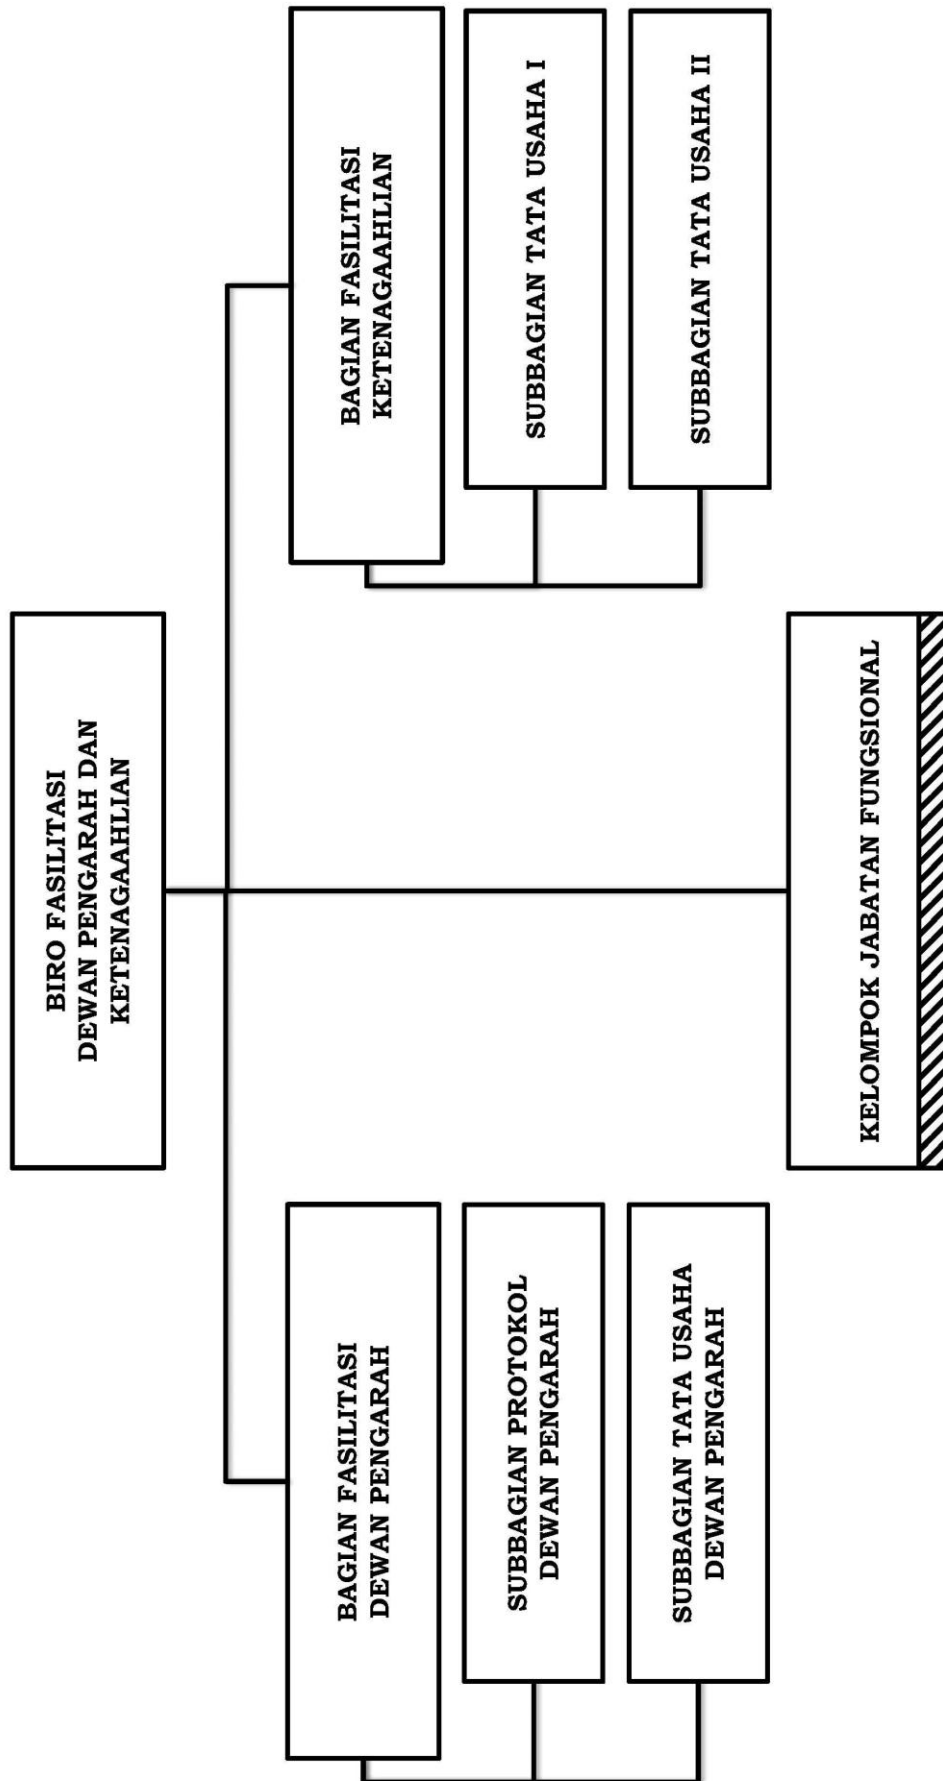 BIRO FASILITASI
DEWAN PENGARAH DAN
KETENAGAAHLIAN
BAGIAN FASILITASI
DEWAN PENGARAH
SUBBAGIAN PROTOKOL
DEWAN PENGARAH
SUBBAGIAN TATA USAHA
DEWAN PENGARAH
BAGIAN FASILITASI
KETENAGAAHLIAN
SUBBAGIAN TATA USAHA I
SUBBAGIAN TATA USAHA II
KELOMPOK JABATAN FUNGSIONAL